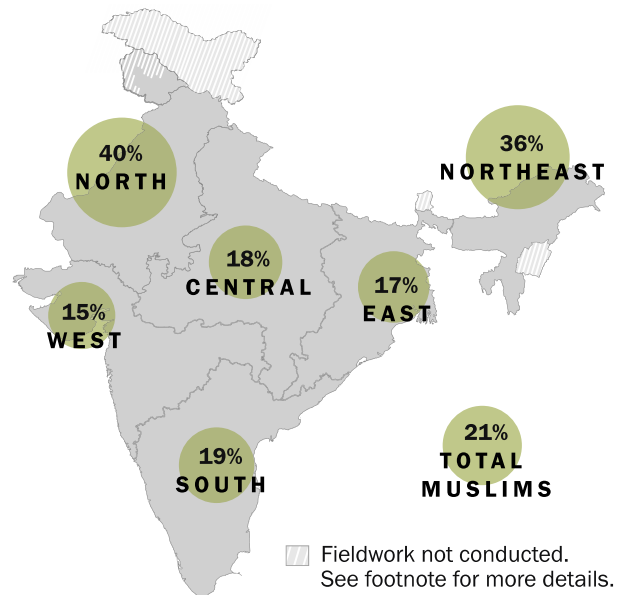 40%
NORTH
36%
NORTHEAST
18%
CENTRAL
17%
EAST
15%
WEST
19%
SOUTH
21%
TOTAL
MUSLIMS
Fieldwork not conducted.
See footnote for more details.